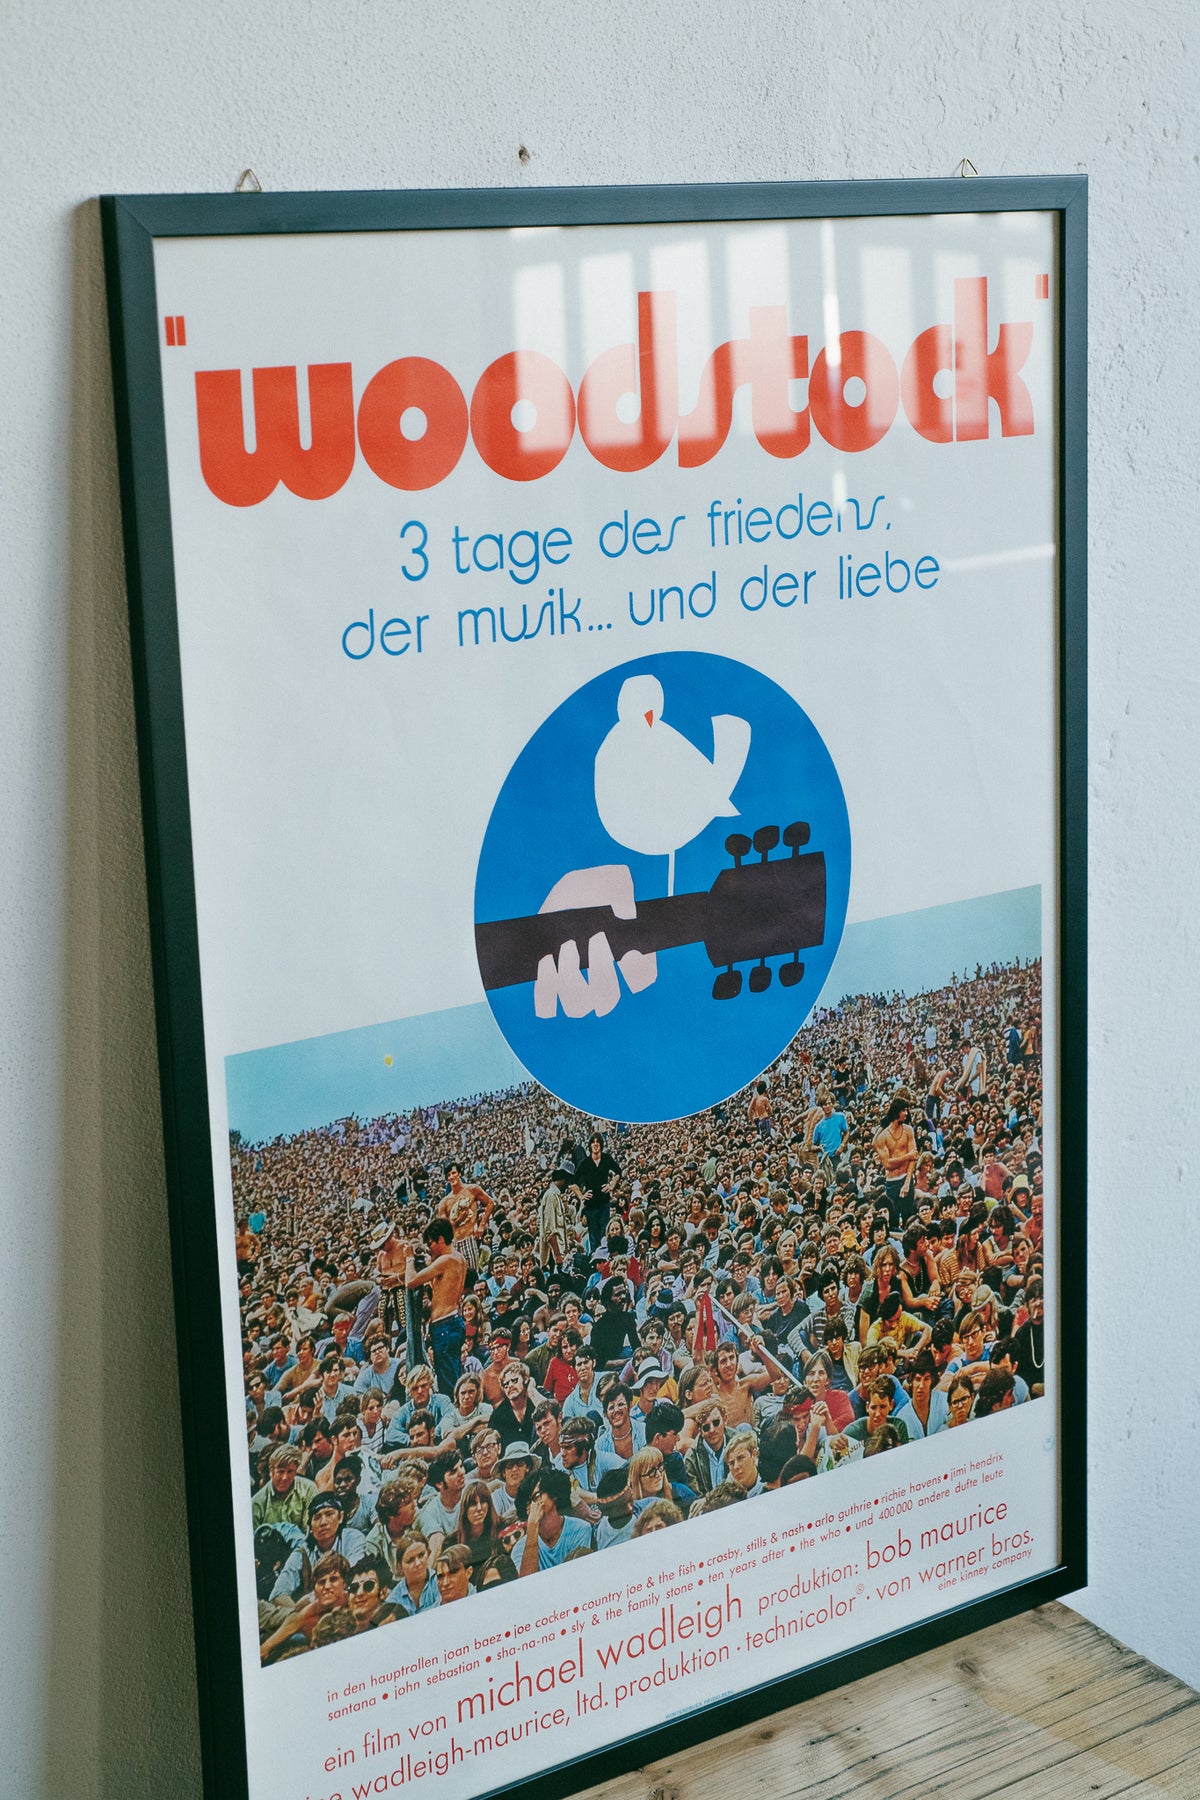 "woodstock"
3 tage des friedens,
der musik... und der liebe
in den hauptrollen joan baez • joe cocker • country joe & the fish • crosby, stills & nash • arlo guthrie • richie havens • jimi hendrix
santana • john sebastian • sha-na-na • sly & the family stone • ten years after • the who • und 400000 andere dufte leute
ein film von michael wadleigh produktion: bob maurice
wadleigh-maurice, ltd. produktion · technicolor® · von warner bros.
eine kinney company